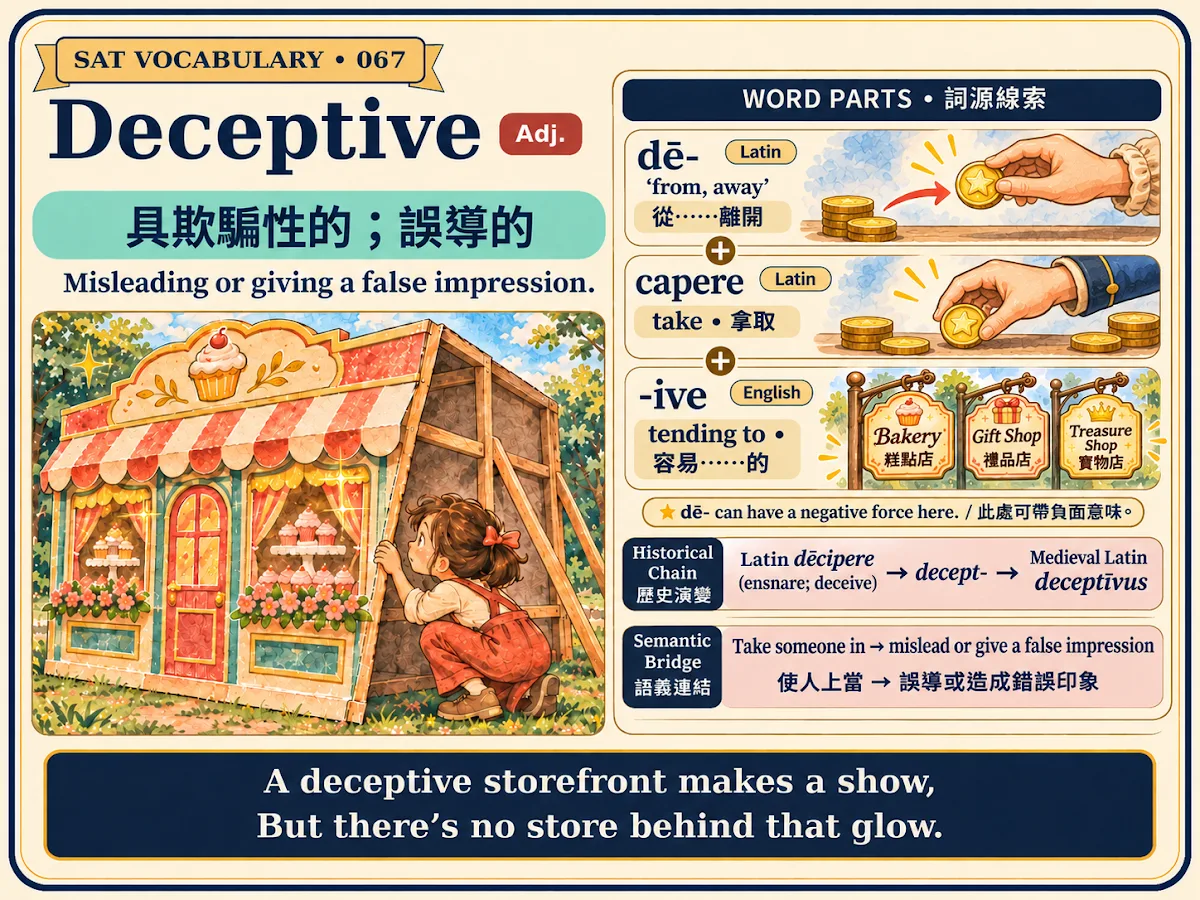 SAT VOCABULARY • 067
Deceptive
Adj.
具欺騙性的；誤導的
Misleading or giving a false impression.
WORD PARTS • 詞源線索
dē-
Latin
‘from, away’
從……離開
+
capere
Latin
take • 拿取
+
-ive
English
tending to •
容易……的
Bakery
糕點店
Gift Shop
禮品店
Treasure
Shop
寶物店
dē- can have a negative force here. / 此處可帶負面意味。
Historical
Chain
歷史演變
Latin dēcipere
(ensnare; deceive)
→ decept- →
Medieval Latin
deceptīvus
Semantic
Bridge
語義連結
Take someone in → mislead or give a false impression
使人上當 → 誤導或造成錯誤印象
A deceptive storefront makes a show,
But there’s no store behind that glow.